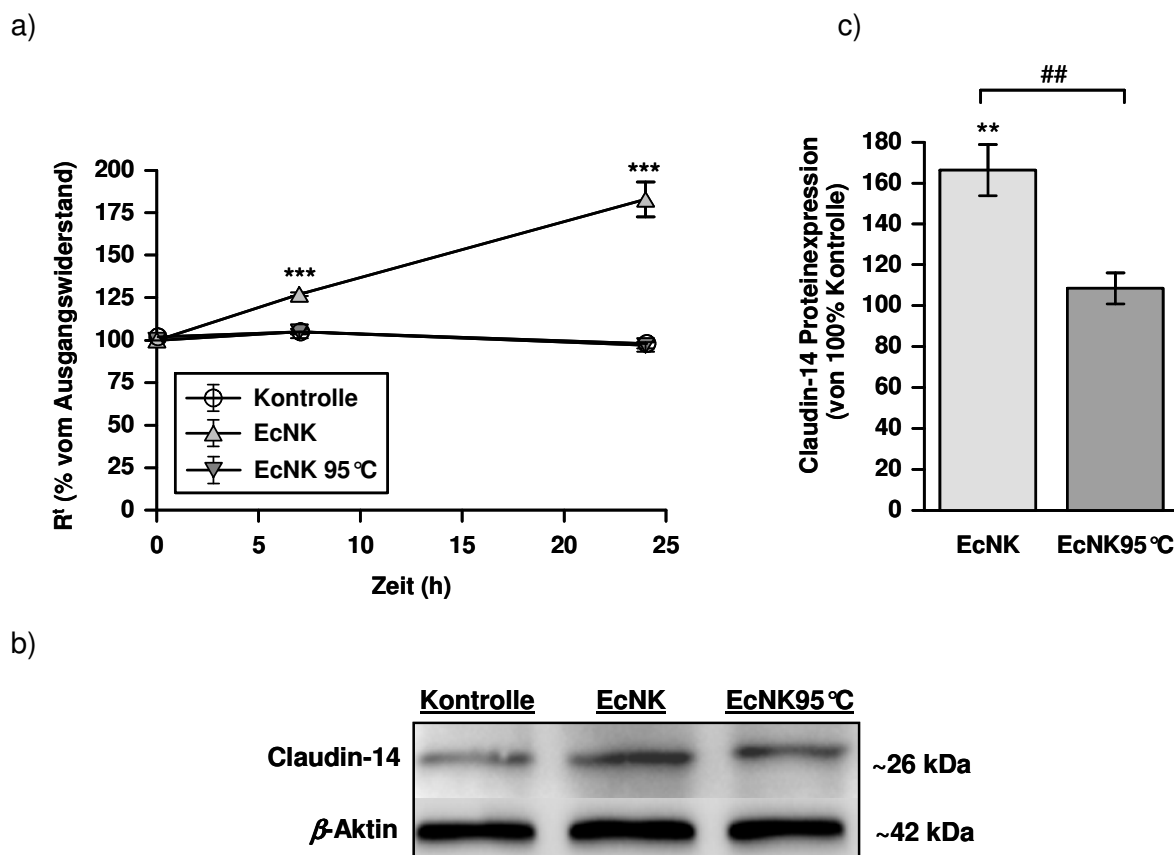 a)
R^t (% vom Ausgangswiderstand)
200
175
150
125
100
75
50
25
0
***
***
Kontrolle
EcNK
EcNK 95°C
0
5
10
15
20
25
Zeit (h)
c)
##
**
Claudin-14 Proteinexpression
(von 100% Kontrolle)
180
160
140
120
100
80
60
40
20
0
EcNK
EcNK95°C
b)
Kontrolle EcNK EcNK95°C
Claudin-14 ~26 kDa
β-Aktin ~42 kDa